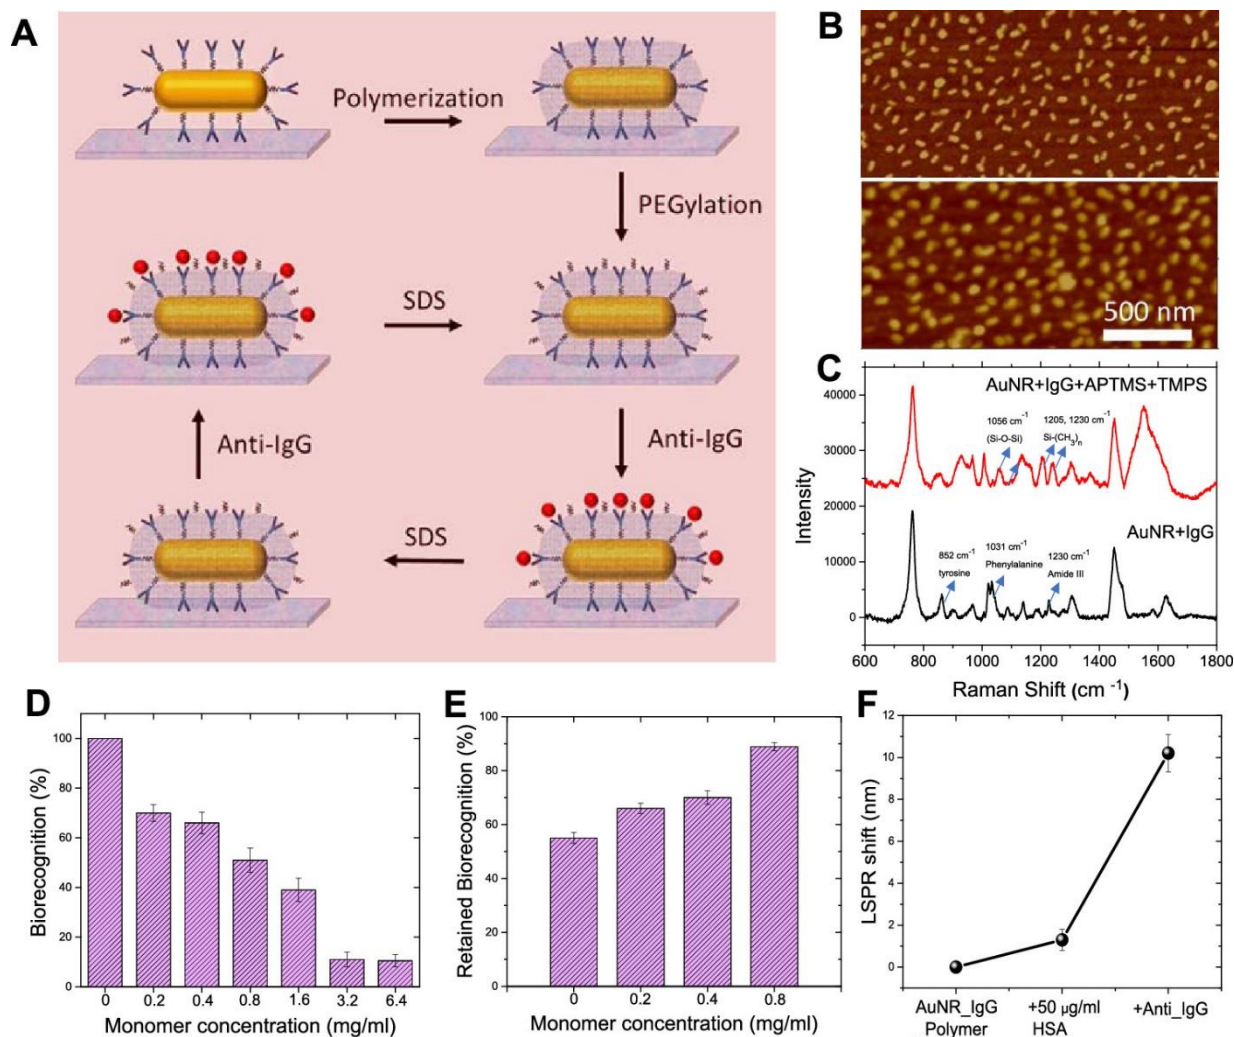 A
Polymerization
PEGylation
SDS
Anti-IgG
Anti-IgG
SDS
B
500 nm
C
AuNR+IgG+APTMS+TMPS
1056 cm⁻¹
(Si-O-Si)
1205, 1230 cm⁻¹
Si-(CH₃)ₙ
AuNR+IgG
852 cm⁻¹
tyrosine
1031 cm⁻¹
Phenylalanine
1230 cm⁻¹
Amide III
40000
30000
20000
10000
0
Intensity
600 800 1000 1200 1400 1600 1800
Raman Shift (cm ⁻¹)
D
100
80
60
40
20
0
Biorecognition (%)
0 0.2 0.4 0.8 1.6 3.2 6.4
Monomer concentration (mg/ml)
E
100
90
80
70
60
50
40
30
20
10
0
Retained Biorecognition (%)
0 0.2 0.4 0.8
Monomer concentration (mg/ml)
F
12
10
8
6
4
2
0
LSPR shift (nm)
AuNR_IgG
Polymer
+50 µg/ml
HSA
+Anti_IgG